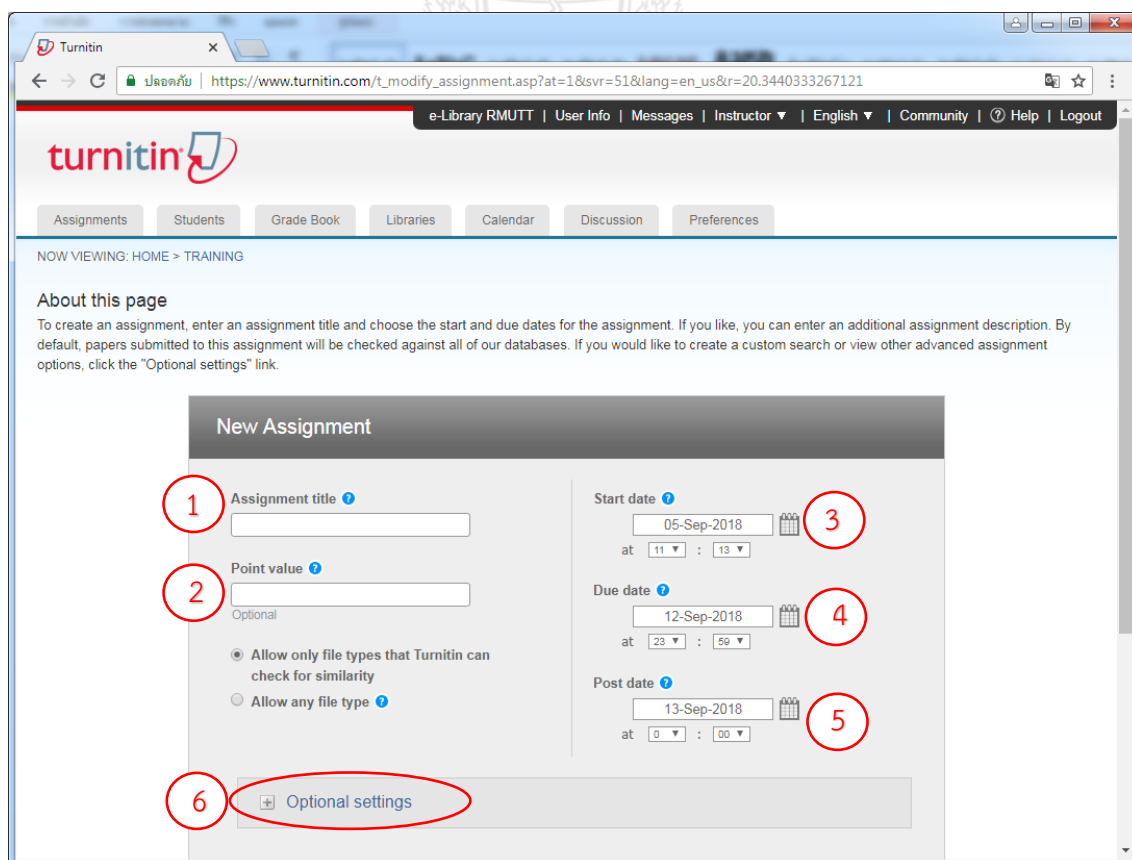 Turnitin
ปลอดภัย | https://www.turnitin.com/t_modify_assignment.asp?at=1&svr=51&lang=en_us&r=20.3440333267121
e-Library RMUTT | User Info | Messages | Instructor ▼ | English ▼ | Community | ? Help | Logout
turnitin
Assignments Students Grade Book Libraries Calendar Discussion Preferences
NOW VIEWING: HOME > TRAINING
About this page
To create an assignment, enter an assignment title and choose the start and due dates for the assignment. If you like, you can enter an additional assignment description. By
default, papers submitted to this assignment will be checked against all of our databases. If you would like to create a custom search or view other advanced assignment
options, click the "Optional settings" link.
New Assignment
1
Assignment title ?
2
Point value ?
Optional
Allow only file types that Turnitin can
check for similarity
Allow any file type ?
Start date ?
05-Sep-2018
3
at 11 ▼ : 13 ▼
Due date ?
12-Sep-2018
4
at 23 ▼ : 59 ▼
Post date ?
13-Sep-2018
5
at 0 ▼ : 00 ▼
6
Optional settings